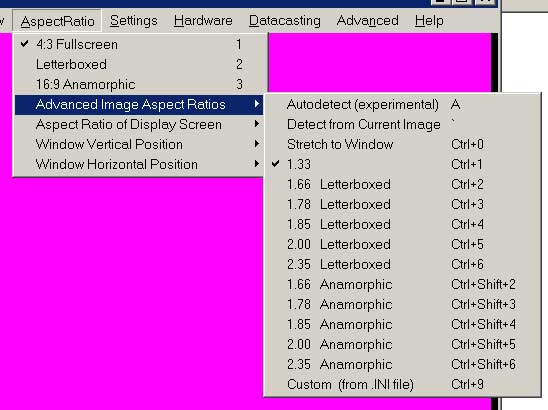 w AspectRatio Settings Hardware Datacasting Advanced Help
4:3 Fullscreen 1
Letterboxed 2
16:9 Anamorphic 3
Advanced Image Aspect Ratios
Aspect Ratio of Display Screen
Window Vertical Position
Window Horizontal Position
Autodetect (experimental) A
Detect from Current Image `
Stretch to Window Ctrl+0
1.33 Ctrl+1
1.66 Letterboxed Ctrl+2
1.78 Letterboxed Ctrl+3
1.85 Letterboxed Ctrl+4
2.00 Letterboxed Ctrl+5
2.35 Letterboxed Ctrl+6
1.66 Anamorphic Ctrl+Shift+2
1.78 Anamorphic Ctrl+Shift+3
1.85 Anamorphic Ctrl+Shift+4
2.00 Anamorphic Ctrl+Shift+5
2.35 Anamorphic Ctrl+Shift+6
Custom (from .INI file) Ctrl+9